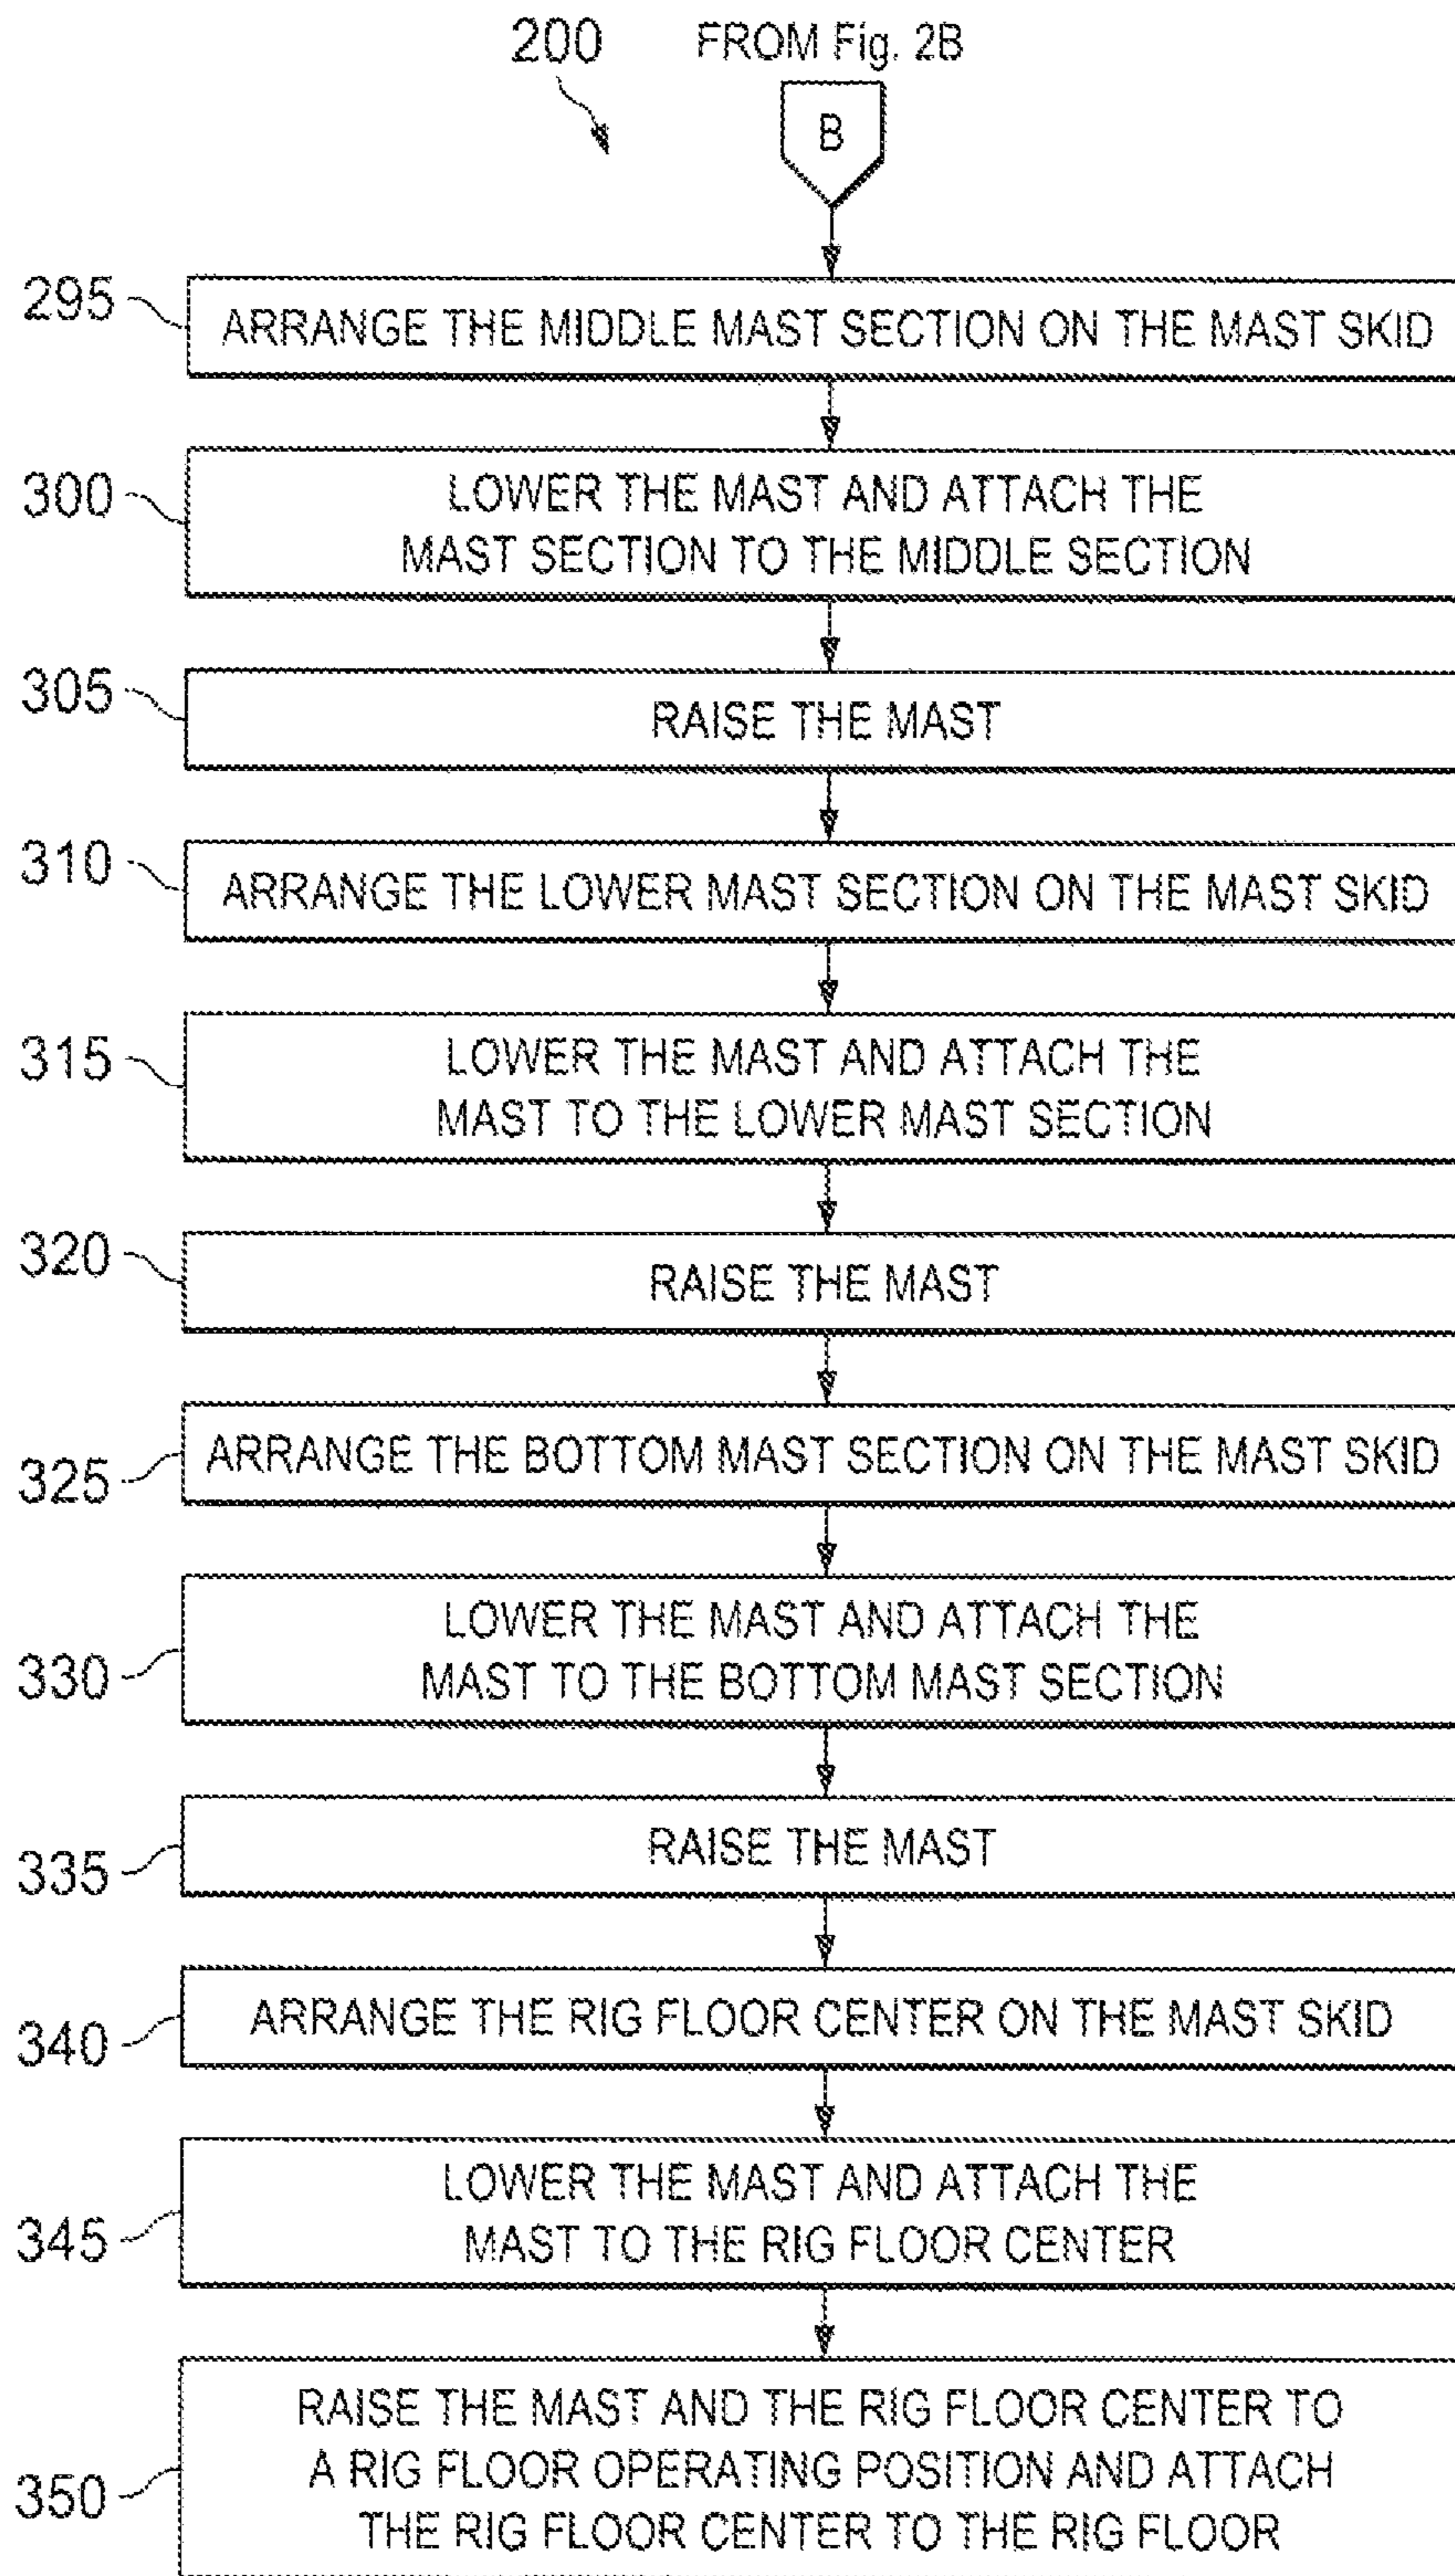 200 FROM Fig. 2B
B
295 ARRANGE THE MIDDLE MAST SECTION ON THE MAST SKID
300 LOWER THE MAST AND ATTACH THE
MAST SECTION TO THE MIDDLE SECTION
305 RAISE THE MAST
310 ARRANGE THE LOWER MAST SECTION ON THE MAST SKID
315 LOWER THE MAST AND ATTACH THE
MAST TO THE LOWER MAST SECTION
320 RAISE THE MAST
325 ARRANGE THE BOTTOM MAST SECTION ON THE MAST SKID
330 LOWER THE MAST AND ATTACH THE
MAST TO THE BOTTOM MAST SECTION
335 RAISE THE MAST
340 ARRANGE THE RIG FLOOR CENTER ON THE MAST SKID
345 LOWER THE MAST AND ATTACH THE
MAST TO THE RIG FLOOR CENTER
350 RAISE THE MAST AND THE RIG FLOOR CENTER TO
A RIG FLOOR OPERATING POSITION AND ATTACH
THE RIG FLOOR CENTER TO THE RIG FLOOR